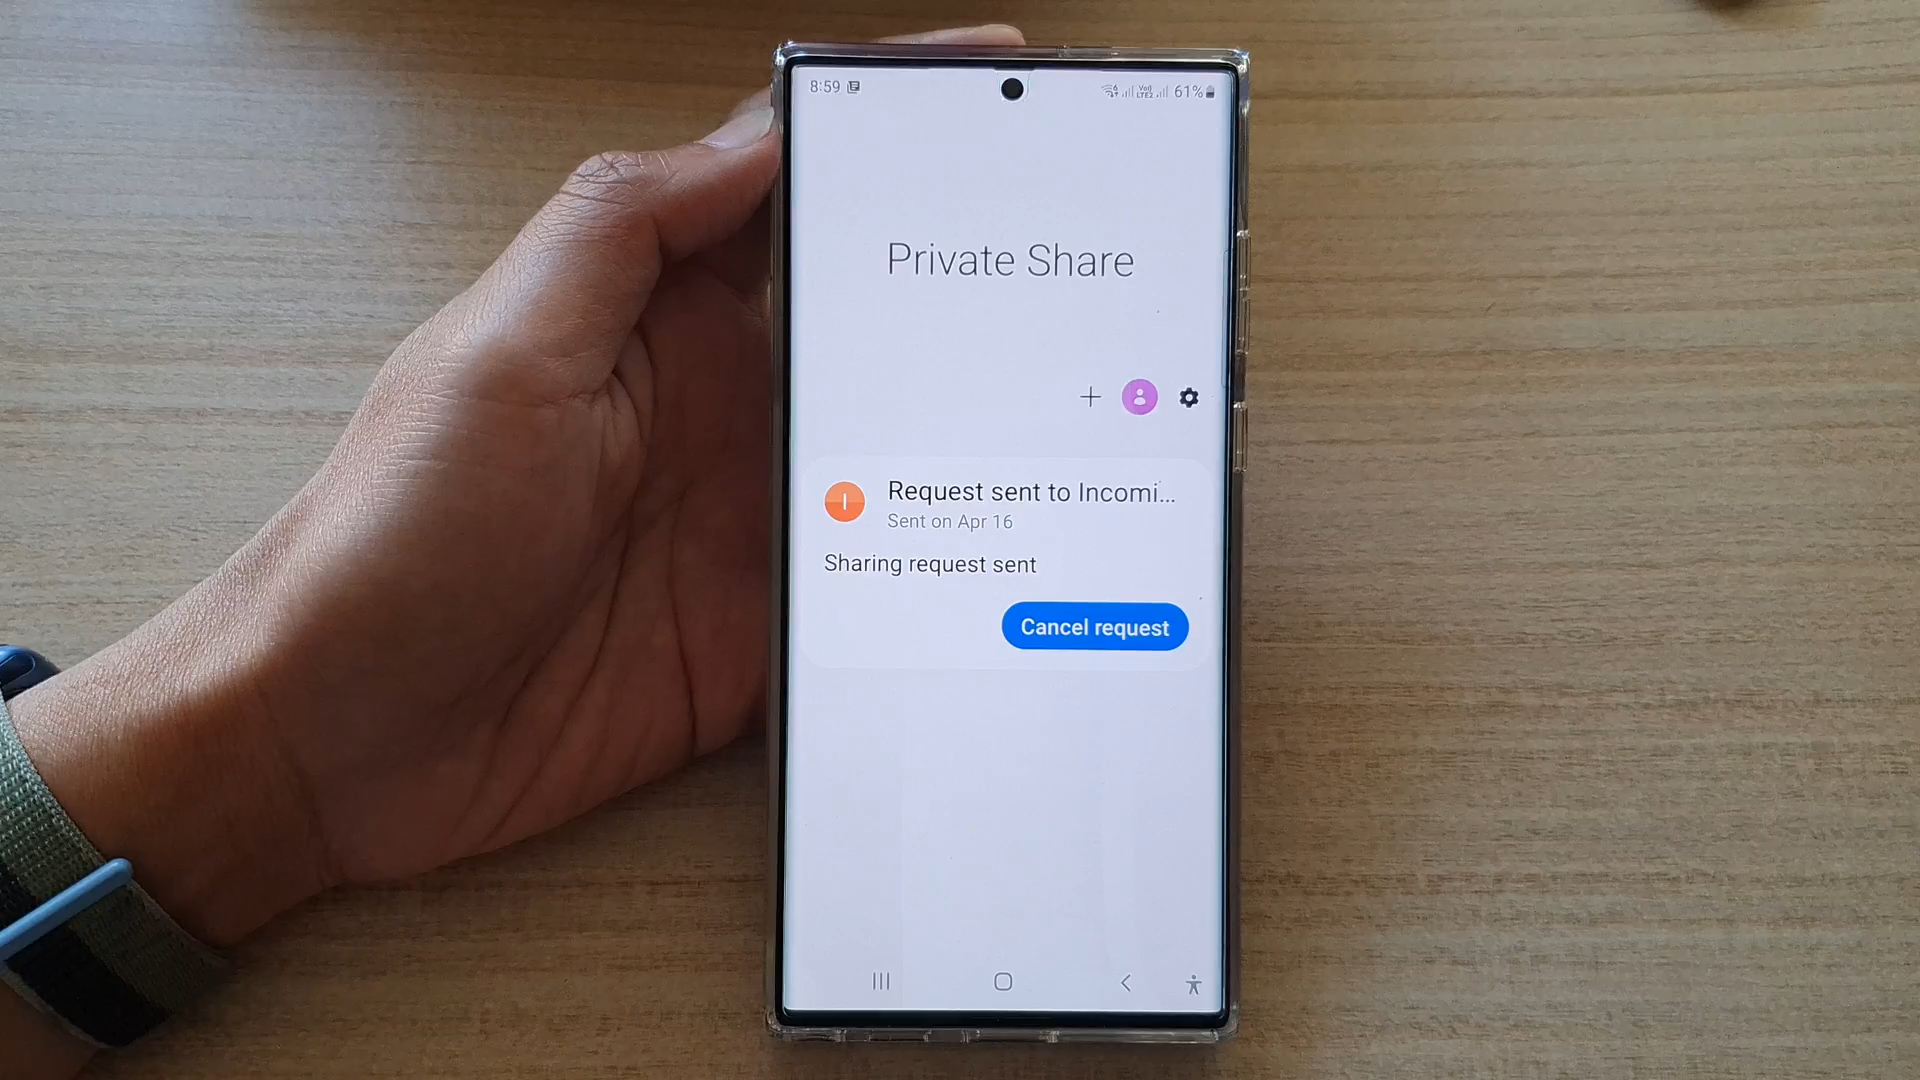 8:59
61%
Private Share
I
Request sent to Incomi...
Sent on Apr 16
Sharing request sent
Cancel request